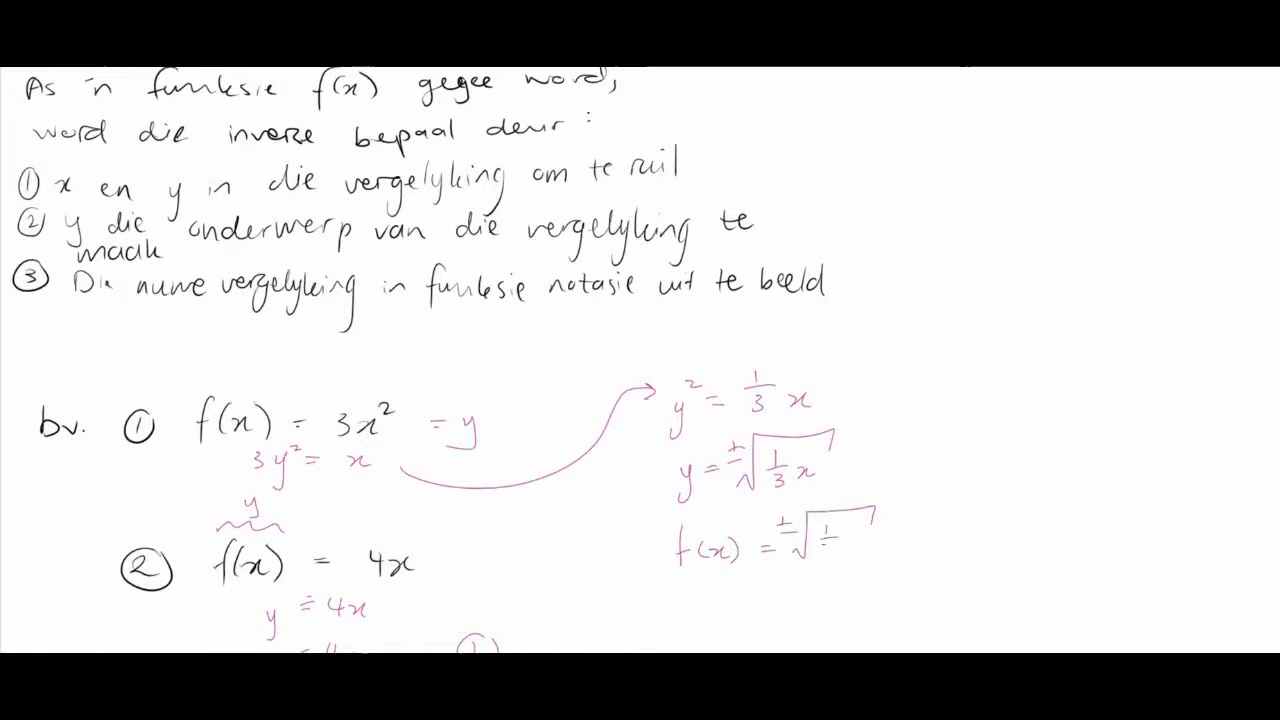 As 'n funksie f(x) gegee word,
word die inverse bepaal deur :
① x en y in die vergelyking om te ruil
② y die onderwerp van die vergelyking te
maak
③ Die nuwe vergelyking in funksie notasie uit te beeld
bv. ① f(x) = 3x² = y
3y² = x
y² = 1/3 x
y = ±√(1/3 x)
f(x) = ±√1
y
② f(x) = 4x
y = 4x